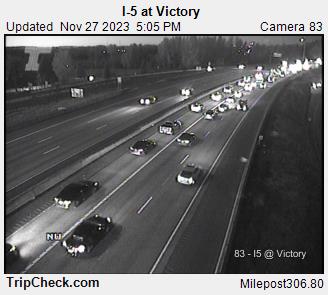 I-5 at Victory
Updated Nov 27 2023 5:05 PM Camera 83
83 - I5 @ Victory
TripCheck.com Milepost306.80